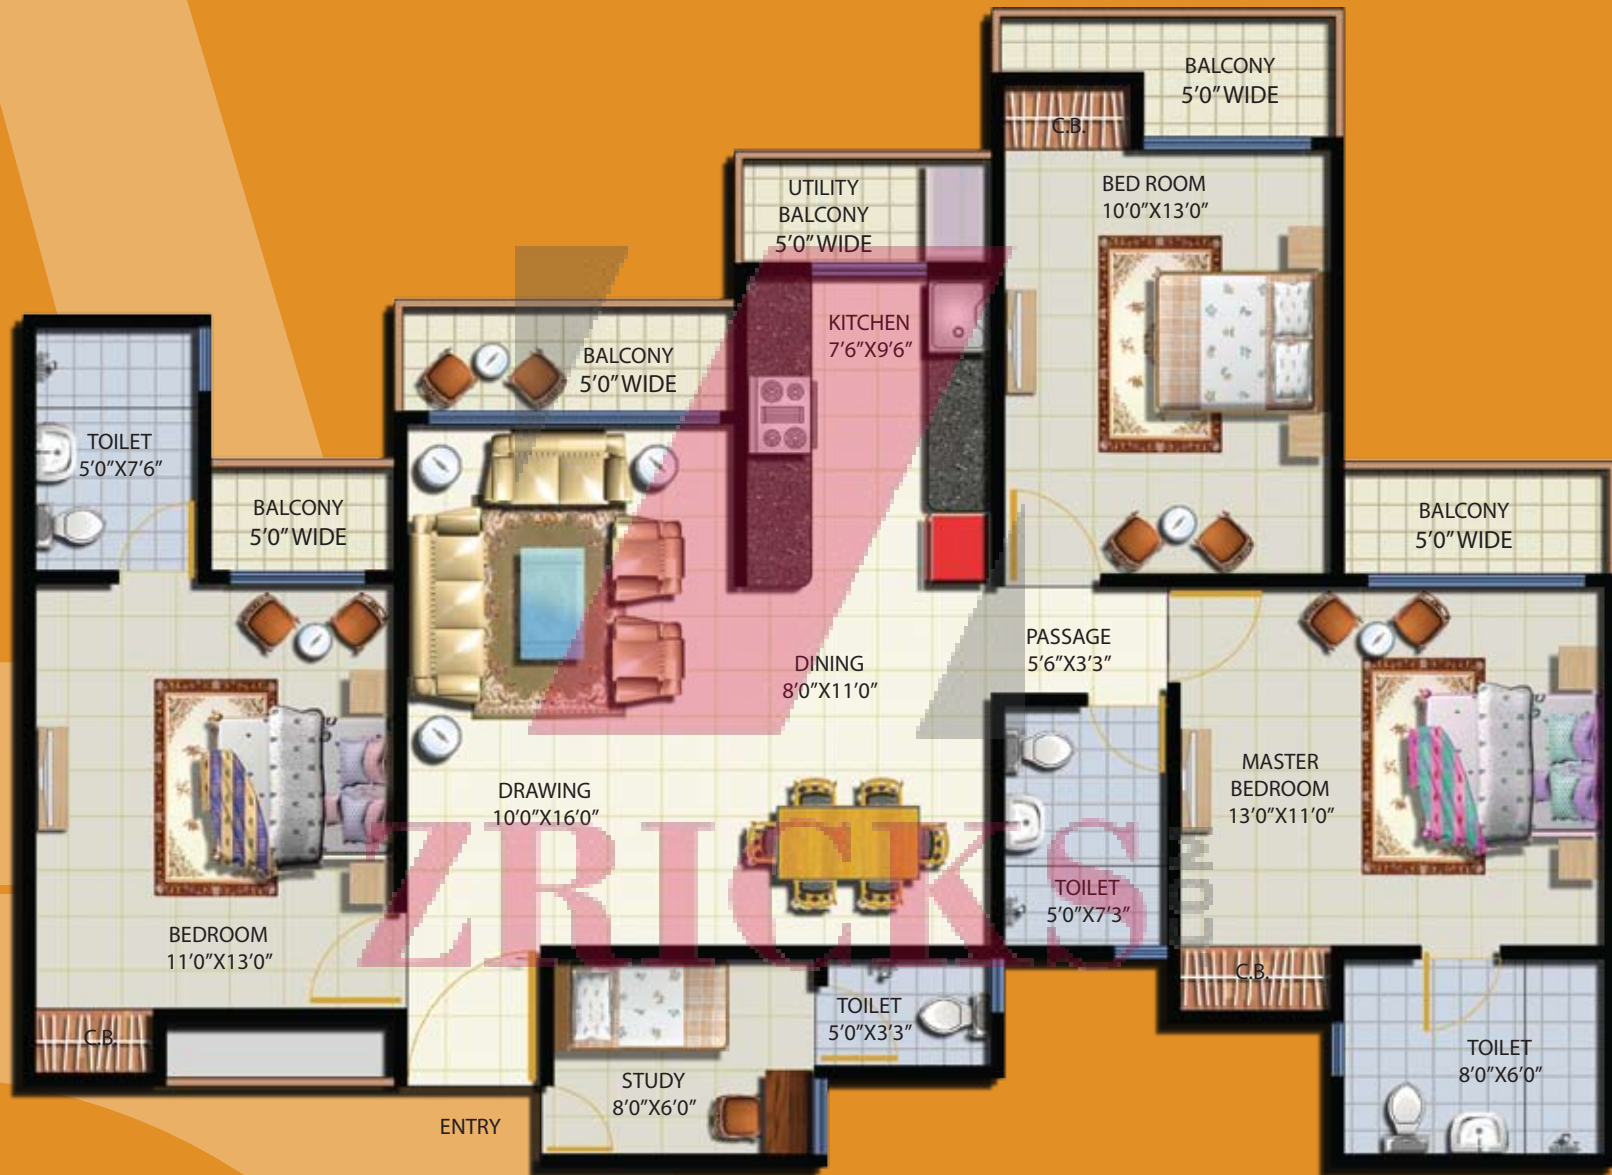 BALCONY
5'0" WIDE
C.B.
BED ROOM
10'0"X13'0"
UTILITY
BALCONY
5'0" WIDE
KITCHEN
7'6"X9'6"
BALCONY
5'0" WIDE
TOILET
5'0"X7'6"
BALCONY
5'0" WIDE
BALCONY
5'0" WIDE
PASSAGE
5'6"X3'3"
DINING
8'0"X11'0"
DRAWING
10'0"X16'0"
MASTER
BEDROOM
13'0"X11'0"
TOILET
5'0"X7'3"
ZRICKS
.COM
BEDROOM
11'0"X13'0"
C.B.
C.B.
TOILET
5'0"X3'3"
STUDY
8'0"X6'0"
TOILET
8'0"X6'0"
ENTRY